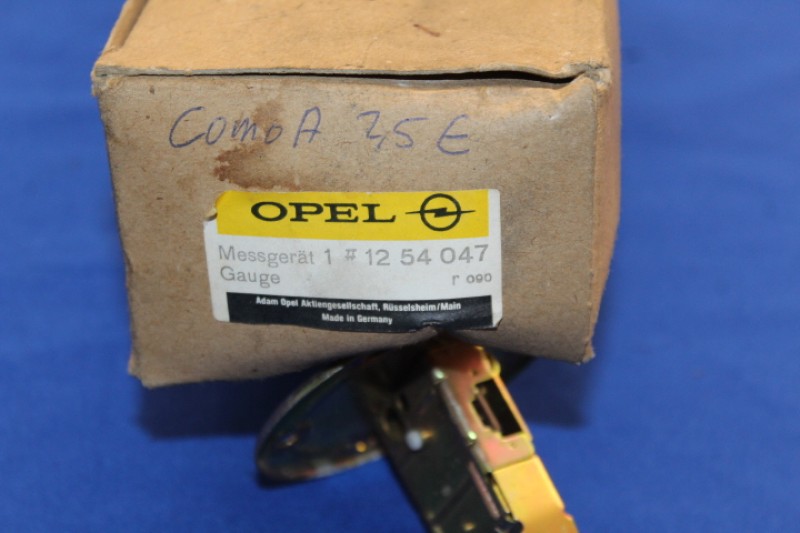 Como A 2,5 E
OPEL
Messgerät 1 # 12 54 047
Gauge r 090
Adam Opel Aktiengesellschaft, Rüsselsheim/Main
Made in Germany